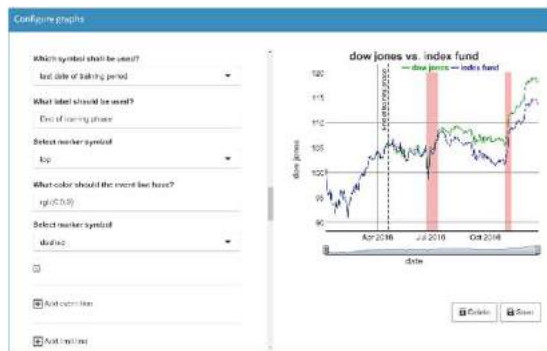 Configure graphs
Which symbol shall be used?
last date of training period
What label should be used?
End of training phrase
Select marker symbol
top
What color should the event line have?
rgb(0,0,0)
Select marker symbol
dashed
Add event line
Add limit line
dow jones vs. index fund
dow jones
index fund
120
115
110
105
100
95
90
dow jones
Apr 2016
Jul 2016
Oct 2016
date
Delete
Save